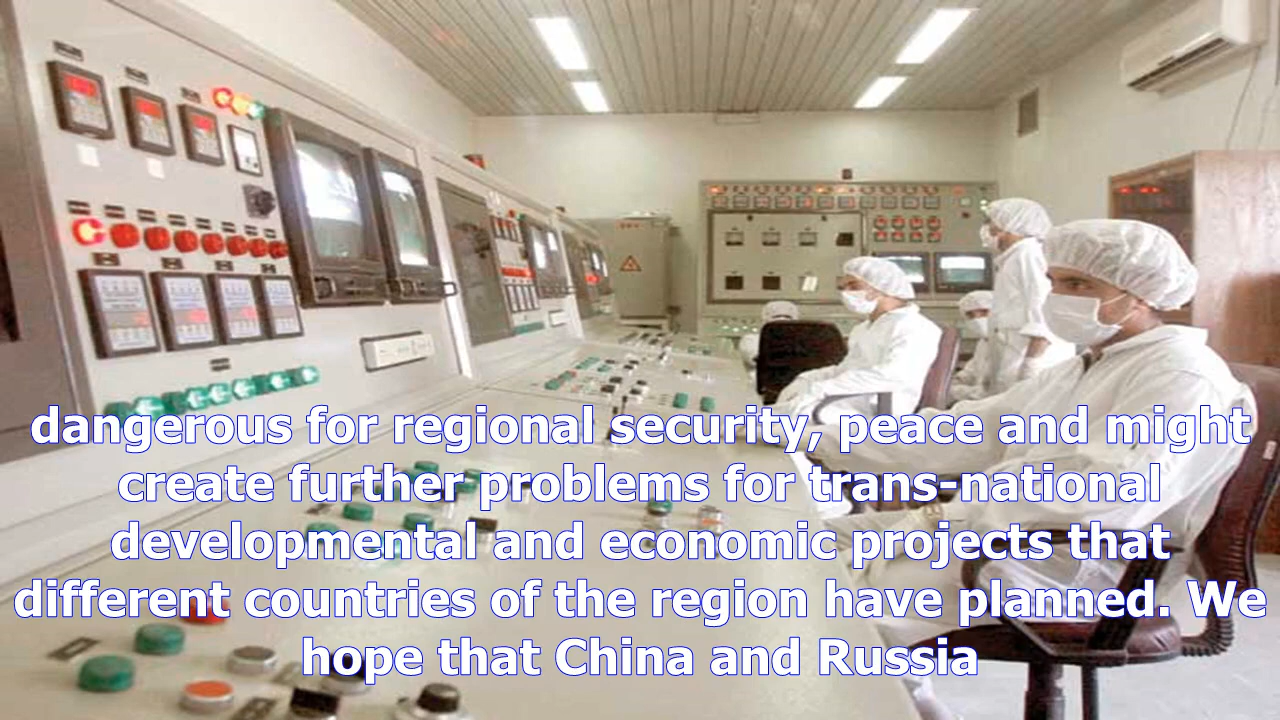 dangerous for regional security, peace and might
create further problems for trans-national
developmental and economic projects that
different countries of the region have planned. We
hope that China and Russia